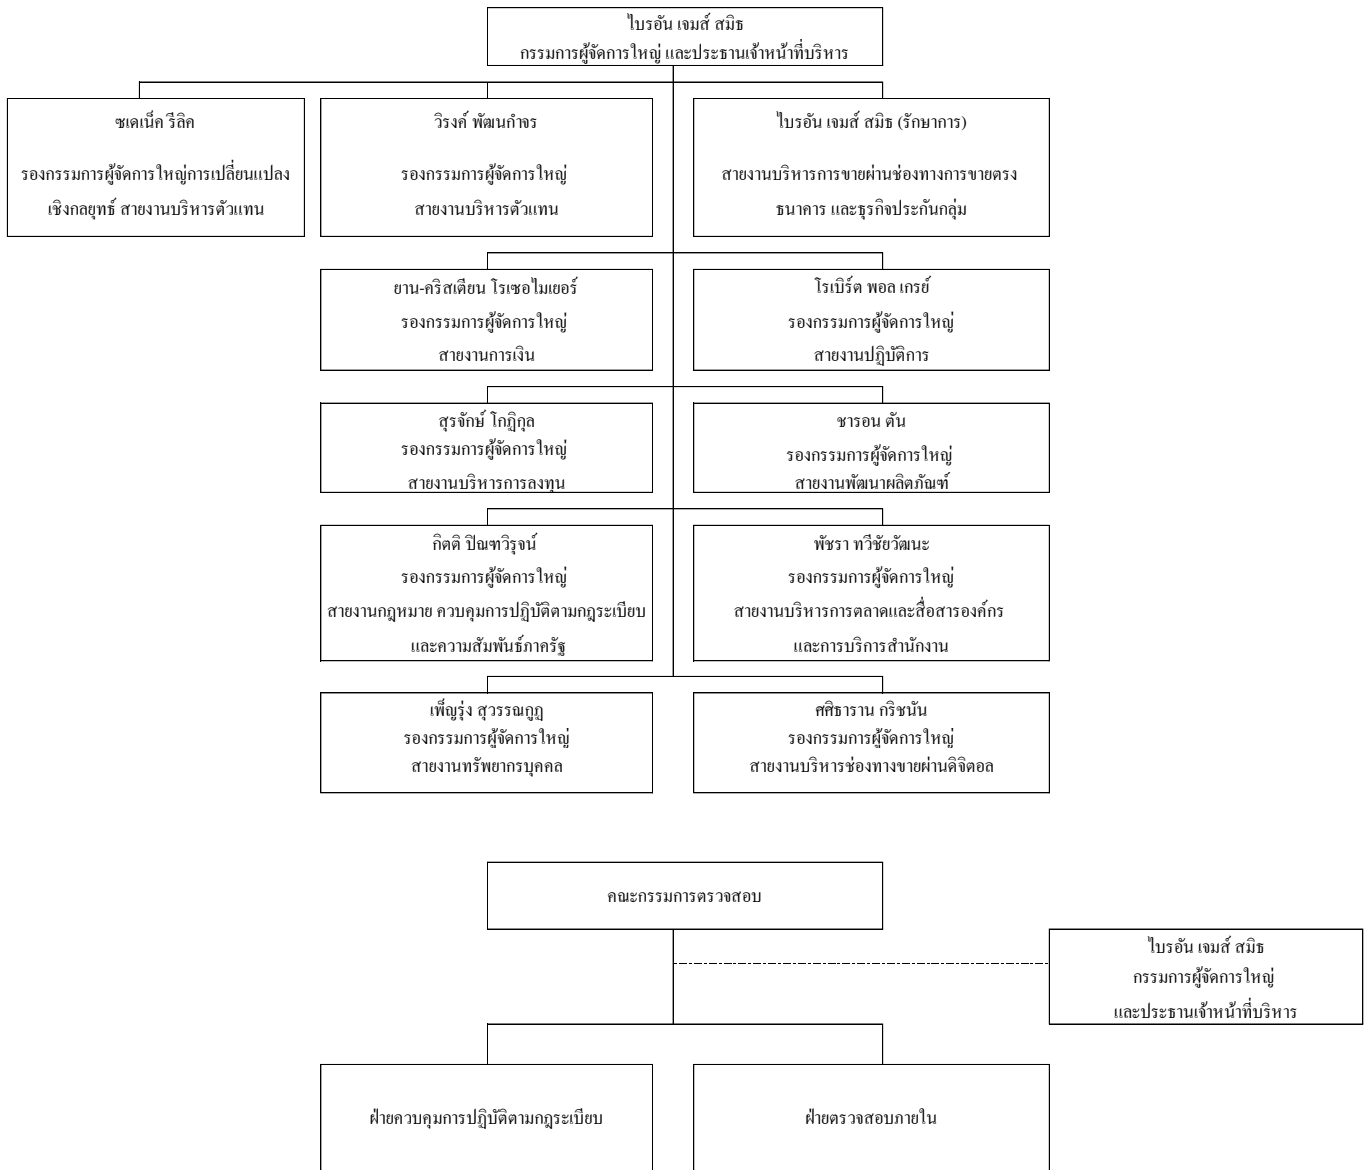 ไบรอัน เจมส์ สมิธ
กรรมการผู้จัดการใหญ่ และประธานเจ้าหน้าที่บริหาร
ซเดเน็ค รีลิค
รองกรรมการผู้จัดการใหญ่การเปลี่ยนแปลง
เชิงกลยุทธ์ สายงานบริหารตัวแทน
วิรงค์ พัฒนกำจร
รองกรรมการผู้จัดการใหญ่
สายงานบริหารตัวแทน
ไบรอัน เจมส์ สมิธ (รักษาการ)
สายงานบริหารการขายผ่านช่องทางการขายตรง
ธนาคาร และธุรกิจประกันกลุ่ม
ยาน-คริสเตียน โรเซอไมเยอร์
รองกรรมการผู้จัดการใหญ่
สายงานการเงิน
โรเบิร์ต พอล เกรย์
รองกรรมการผู้จัดการใหญ่
สายงานปฏิบัติการ
สุรจักษ์ โกฏิกุล
รองกรรมการผู้จัดการใหญ่
สายงานบริหารการลงทุน
ชารอน ตัน
รองกรรมการผู้จัดการใหญ่
สายงานพัฒนาผลิตภัณฑ์
กิตติ ปิณฑวิรุจน์
รองกรรมการผู้จัดการใหญ่
สายงานกฎหมาย ควบคุมการปฏิบัติตามกฎระเบียบ
และความสัมพันธ์ภาครัฐ
พัชรา ทวีชัยวัฒนะ
รองกรรมการผู้จัดการใหญ่
สายงานบริหารการตลาดและสื่อสารองค์กร
และการบริการสำนักงาน
เพ็ญรุ่ง สุวรรณกูฏ
รองกรรมการผู้จัดการใหญ่
สายงานทรัพยากรบุคคล
ศศิธาราน กริชนัน
รองกรรมการผู้จัดการใหญ่
สายงานบริหารช่องทางขายผ่านดิจิตอล
คณะกรรมการตรวจสอบ
ไบรอัน เจมส์ สมิธ
กรรมการผู้จัดการใหญ่
และประธานเจ้าหน้าที่บริหาร
ฝ่ายควบคุมการปฏิบัติตามกฎระเบียบ
ฝ่ายตรวจสอบภายใน